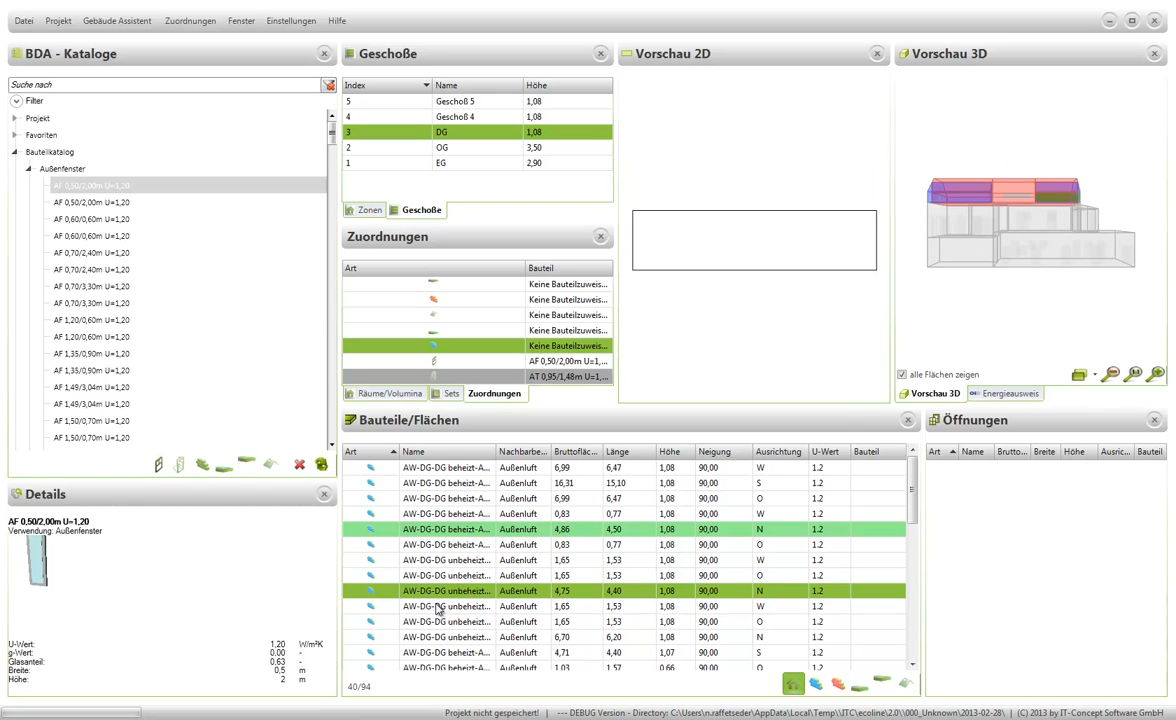 Datei Projekt Gebäude Assistent Zuordnungen Fenster Einstellungen Hilfe
BDA - Kataloge
Suche nach
Filter
Projekt
Favoriten
Bauteilkatalog
Außenfenster
AF 0,50/2,00m U=1,20
AF 0,50/2,00m U=1,20
AF 0,60/0,60m U=1,20
AF 0,60/0,60m U=1,20
AF 0,70/2,40m U=1,20
AF 0,70/2,40m U=1,20
AF 0,70/3,30m U=1,20
AF 0,70/3,30m U=1,20
AF 1,20/0,60m U=1,20
AF 1,20/0,60m U=1,20
AF 1,35/0,90m U=1,20
AF 1,35/0,90m U=1,20
AF 1,49/3,04m U=1,20
AF 1,49/3,04m U=1,20
AF 1,50/0,70m U=1,20
AF 1,50/0,70m U=1,20
Details
AF 0,50/2,00m U=1,20
Verwendung: Außenfenster
U-Wert: 1,20 W/m²K
g-Wert: 0,00 -
Glasanteil: 0,63 -
Breite: 0,5 m
Höhe: 2 m
Geschoße
Index Name Höhe
5 Geschoß 5 1,08
4 Geschoß 4 1,08
3 DG 1,08
2 OG 3,50
1 EG 2,90
Zonen Geschoße
Zuordnungen
Art Bauteil
Keine Bauteilzuweis...
Keine Bauteilzuweis...
Keine Bauteilzuweis...
Keine Bauteilzuweis...
Keine Bauteilzuweis...
AF 0,50/2,00m U=1,...
AT 0,95/1,48m U=1,...
Räume/Volumina Sets Zuordnungen
Vorschau 2D
Vorschau 3D
alle Flächen zeigen
Vorschau 3D Energieausweis
Bauteile/Flächen
Art Name Nachbarbe... Bruttofläc... Länge Höhe Neigung Ausrichtung U-Wert Bauteil
AW-DG-DG beheizt-A... Außenluft 6,99 6,47 1,08 90,00 W 1.2
AW-DG-DG beheizt-A... Außenluft 16,31 15,10 1,08 90,00 S 1.2
AW-DG-DG beheizt-A... Außenluft 6,99 6,47 1,08 90,00 O 1.2
AW-DG-DG beheizt-A... Außenluft 0,83 0,77 1,08 90,00 W 1.2
AW-DG-DG beheizt-A... Außenluft 4,86 4,50 1,08 90,00 N 1.2
AW-DG-DG beheizt-A... Außenluft 0,83 0,77 1,08 90,00 O 1.2
AW-DG-DG unbeheizt... Außenluft 1,65 1,53 1,08 90,00 W 1.2
AW-DG-DG unbeheizt... Außenluft 1,65 1,53 1,08 90,00 O 1.2
AW-DG-DG unbeheizt... Außenluft 4,75 4,40 1,08 90,00 N 1.2
AW-DG-DG unbeheizt... Außenluft 1,65 1,53 1,08 90,00 W 1.2
AW-DG-DG unbeheizt... Außenluft 1,65 1,53 1,08 90,00 O 1.2
AW-DG-DG unbeheizt... Außenluft 6,70 6,20 1,08 90,00 N 1.2
AW-DG-DG unbeheizt... Außenluft 4,71 4,40 1,07 90,00 S 1.2
AW-DG-DG unbeheizt... Außenluft 1,03 1,57 0,66 90,00 O 1.2
40/94
Öffnungen
Art Name Brutto... Breite Höhe Ausric... U-Wert Bauteil
Projekt nicht gespeichert! | --- DEBUG Version - Directory: C:\Users\n.raffetseder\AppData\Local\Temp\\ITC\ecoline\2.0\\000_Unknown\2013-02-28\ | (C) 2013 by IT-Concept Software GmbH